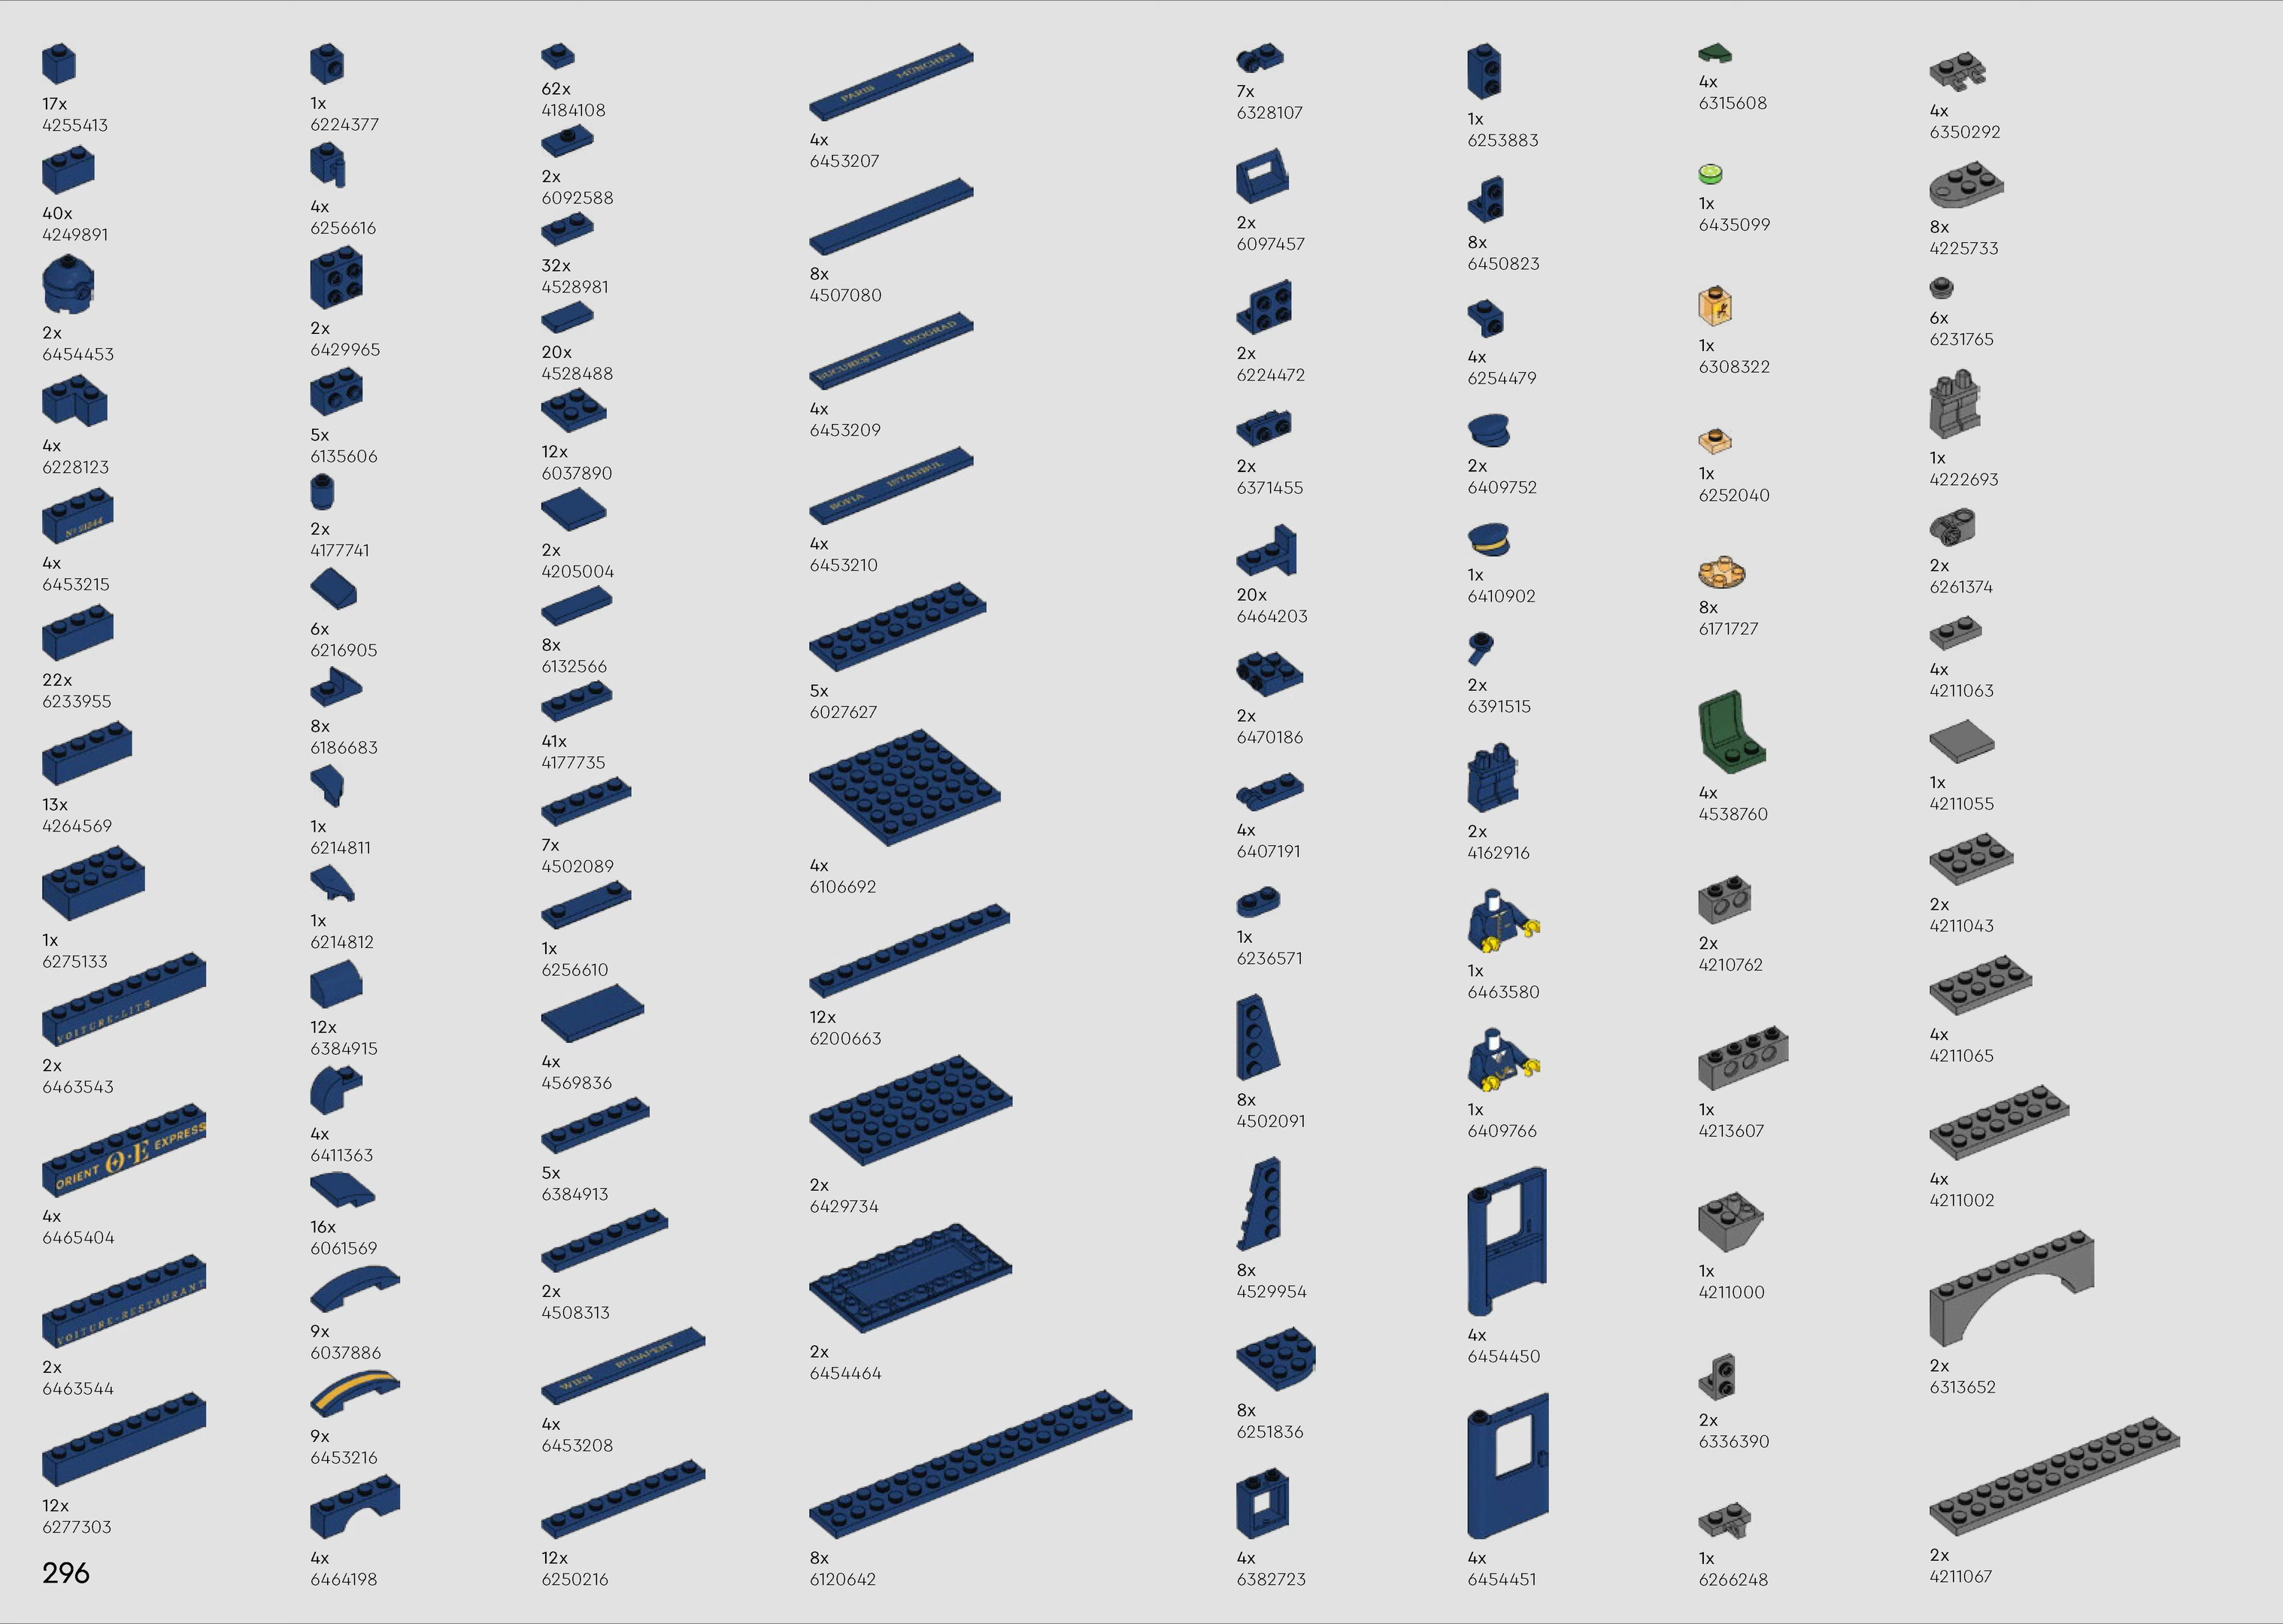 17x
4255413
40x
4249891
2x
6454453
4x
6228123
Nº 21344
4x
6453215
22x
6233955
13x
4264569
1x
6275133
VOITURE-LITS
2x
6463543
ORIENT O·E EXPRESS
4x
6465404
VOITURE-RESTAURANT
2x
6463544
12x
6277303
1x
6224377
4x
6256616
2x
6429965
5x
6135606
2x
4177741
6x
6216905
8x
6186683
1x
6214811
1x
6214812
12x
6384915
4x
6411363
16x
6061569
9x
6037886
9x
6453216
4x
6464198
62x
4184108
2x
6092588
32x
4528981
20x
4528488
12x
6037890
2x
4205004
8x
6132566
41x
4177735
7x
4502089
1x
6256610
4x
4569836
5x
6384913
2x
4508313
WIEN BUDAPEST
4x
6453208
12x
6250216
PARIS MÜNCHEN
4x
6453207
8x
4507080
BUCUREȘTI BEOGRAD
4x
6453209
SOFIA ISTANBUL
4x
6453210
5x
6027627
4x
6106692
12x
6200663
2x
6429734
2x
6454464
8x
6120642
7x
6328107
2x
6097457
2x
6224472
2x
6371455
20x
6464203
2x
6470186
4x
6407191
1x
6236571
8x
4502091
8x
4529954
8x
6251836
4x
6382723
1x
6253883
8x
6450823
4x
6254479
2x
6409752
1x
6410902
2x
6391515
2x
4162916
1x
6463580
1x
6409766
4x
6454450
4x
6454451
4x
6315608
1x
6435099
1x
6308322
1x
6252040
8x
6171727
4x
4538760
2x
4210762
1x
4213607
1x
4211000
2x
6336390
1x
6266248
4x
6350292
8x
4225733
6x
6231765
1x
4222693
2x
6261374
4x
4211063
1x
4211055
2x
4211043
4x
4211065
4x
4211002
2x
6313652
2x
4211067
296